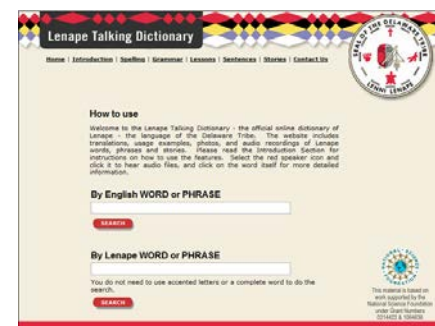 Lenape Talking Dictionary
Home | Introduction | Spelling | Grammar | Lessons | Sentences | Stories | Contact Us
SEAL OF THE DELAWARE TRIBE
LENNI LENAPE
How to use
Welcome to the Lenape Talking Dictionary - the official online dictionary of
Lenape - the language of the Delaware Tribe. The website includes
translations, usage examples, photos, and audio recordings of Lenape
words, phrases and stories. Please read the Introduction Section for
instructions on how to use the features. Select the red speaker icon and
click it to hear audio files, and click on the word itself for more detailed
information.
By English WORD or PHRASE
SEARCH
By Lenape WORD or PHRASE
You do not need to use accented letters or a complete word to do the
search.
SEARCH
NATIONAL SCIENCE FOUNDATION
This material is based on
work supported by the
National Science Foundation
under Grant Numbers